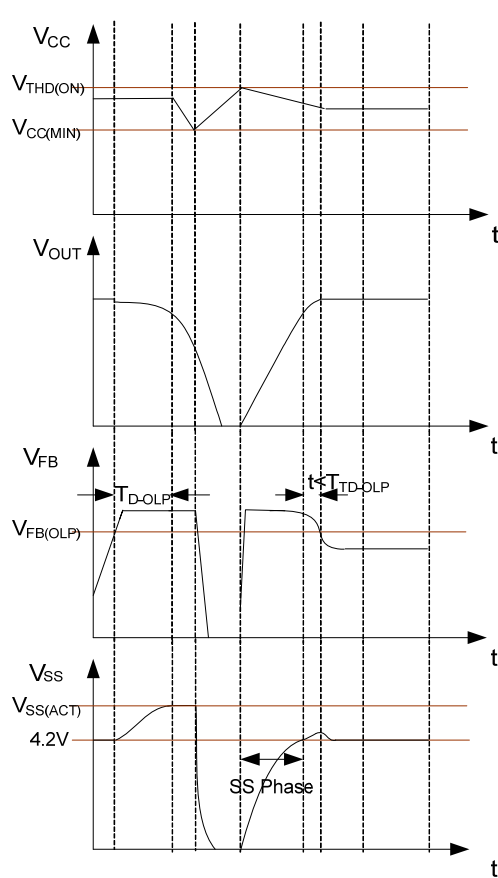 VCC
VTHD(ON)
VCC(MIN)
t
VOUT
t
VFB
TD-OLP
t<TTD-OLP
VFB(OLP)
t
VSS
VSS(ACT)
4.2V
SS Phase
t